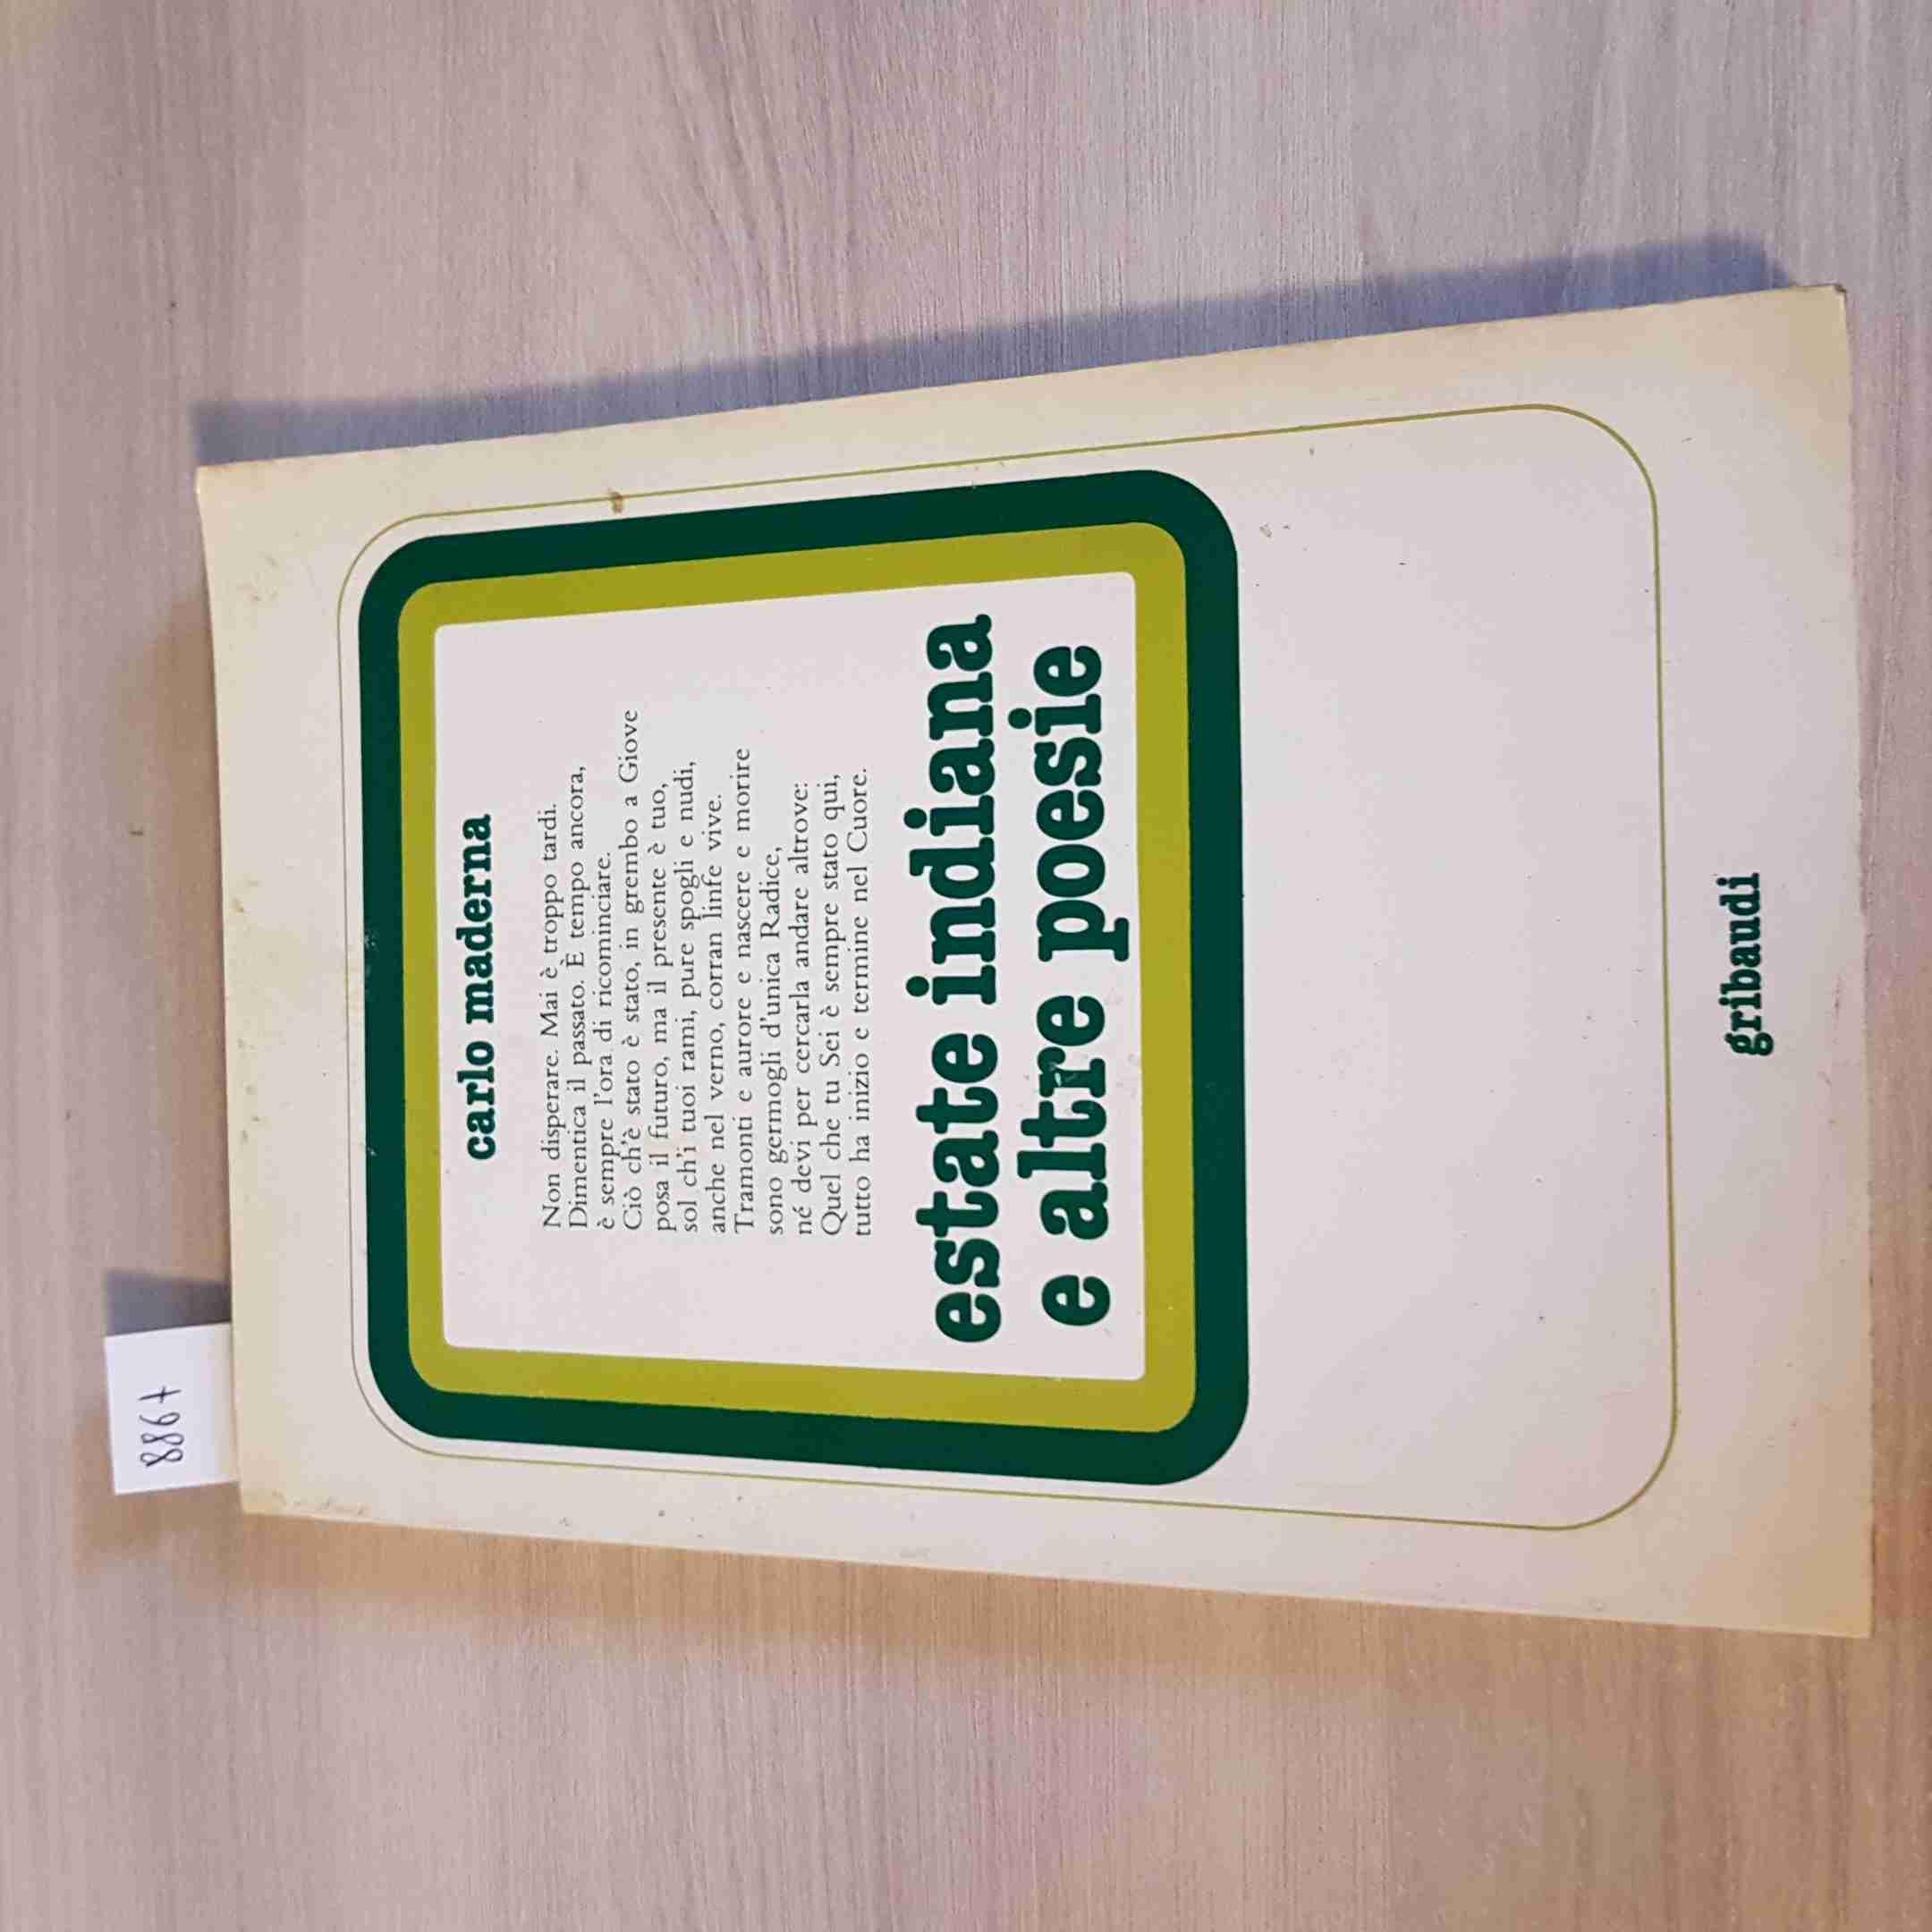 886+
carlo maderna
Non disperare. Mai è troppo tardi.
Dimentica il passato. È tempo ancora,
è sempre l'ora di ricominciare.
Ciò ch'è stato è stato, in grembo a Giove
posa il futuro, ma il presente è tuo,
sol ch'i tuoi rami, pure spogli e nudi,
anche nel verno, corran linfe vive.
Tramonti e aurore e nascere e morire
sono germogli d'unica Radice,
né devi per cercarla andare altrove:
Quel che tu Sei è sempre stato qui,
tutto ha inizio e termine nel Cuore.
estate indiana
e altre poesie
gribaudi